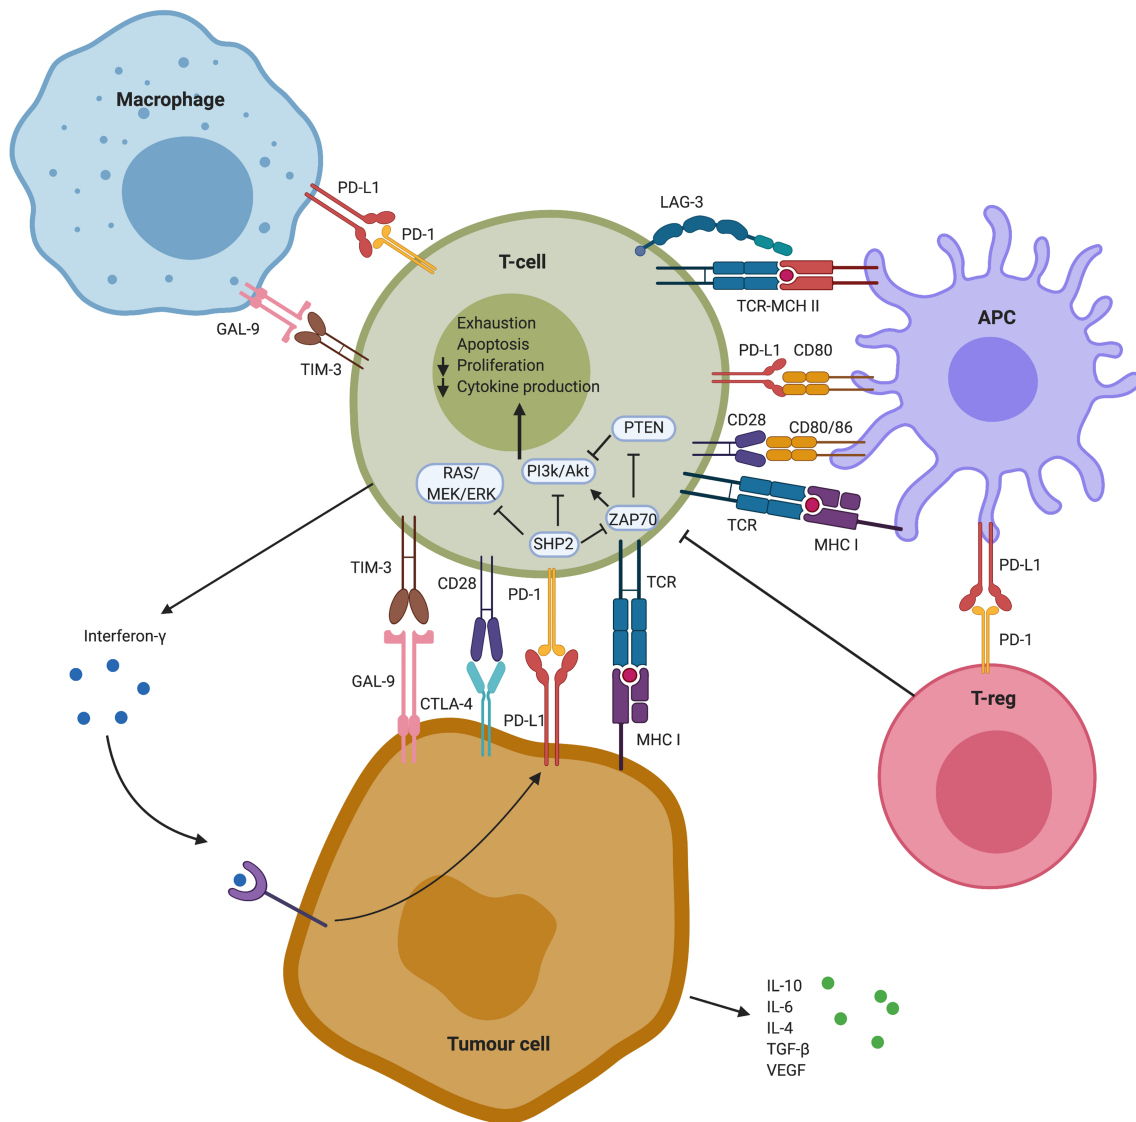 Macrophage
PD-L1
PD-1
GAL-9
TIM-3
LAG-3
T-cell
TCR-MCH II
APC
Exhaustion
Apoptosis
Proliferation
Cytokine production
PD-L1
CD80
CD28
CD80/86
PTEN
RAS/
MEK/ERK
PI3k/Akt
ZAP70
SHP2
TCR
MHC I
TIM-3
CD28
PD-1
TCR
PD-L1
PD-1
Interferon-γ
GAL-9
CTLA-4
PD-L1
MHC I
T-reg
IL-10
IL-6
IL-4
TGF-β
VEGF
Tumour cell